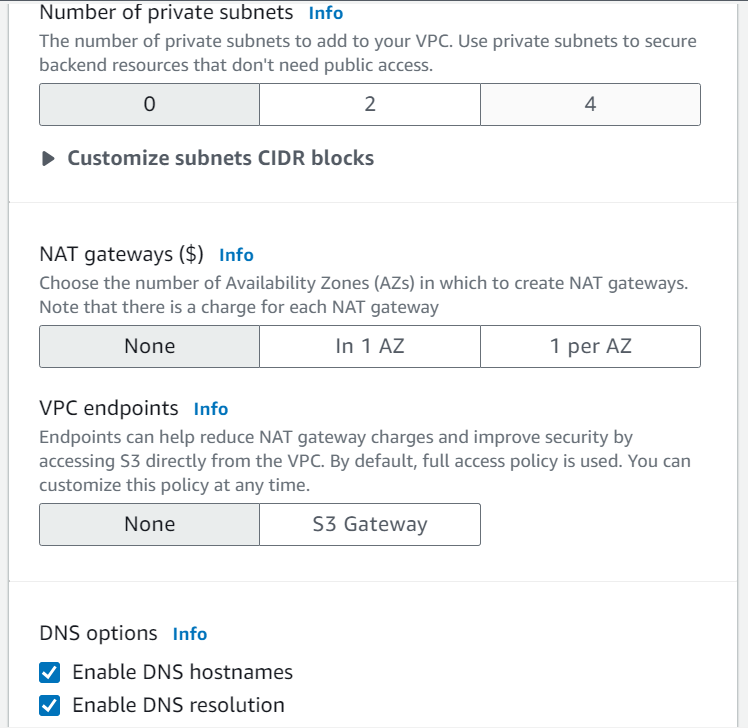 Number of private subnets Info
The number of private subnets to add to your VPC. Use private subnets to secure
backend resources that don't need public access.
0 2 4
Customize subnets CIDR blocks
NAT gateways ($) Info
Choose the number of Availability Zones (AZs) in which to create NAT gateways.
Note that there is a charge for each NAT gateway
None In 1 AZ 1 per AZ
VPC endpoints Info
Endpoints can help reduce NAT gateway charges and improve security by
accessing S3 directly from the VPC. By default, full access policy is used. You can
customize this policy at any time.
None S3 Gateway
DNS options Info
Enable DNS hostnames
Enable DNS resolution